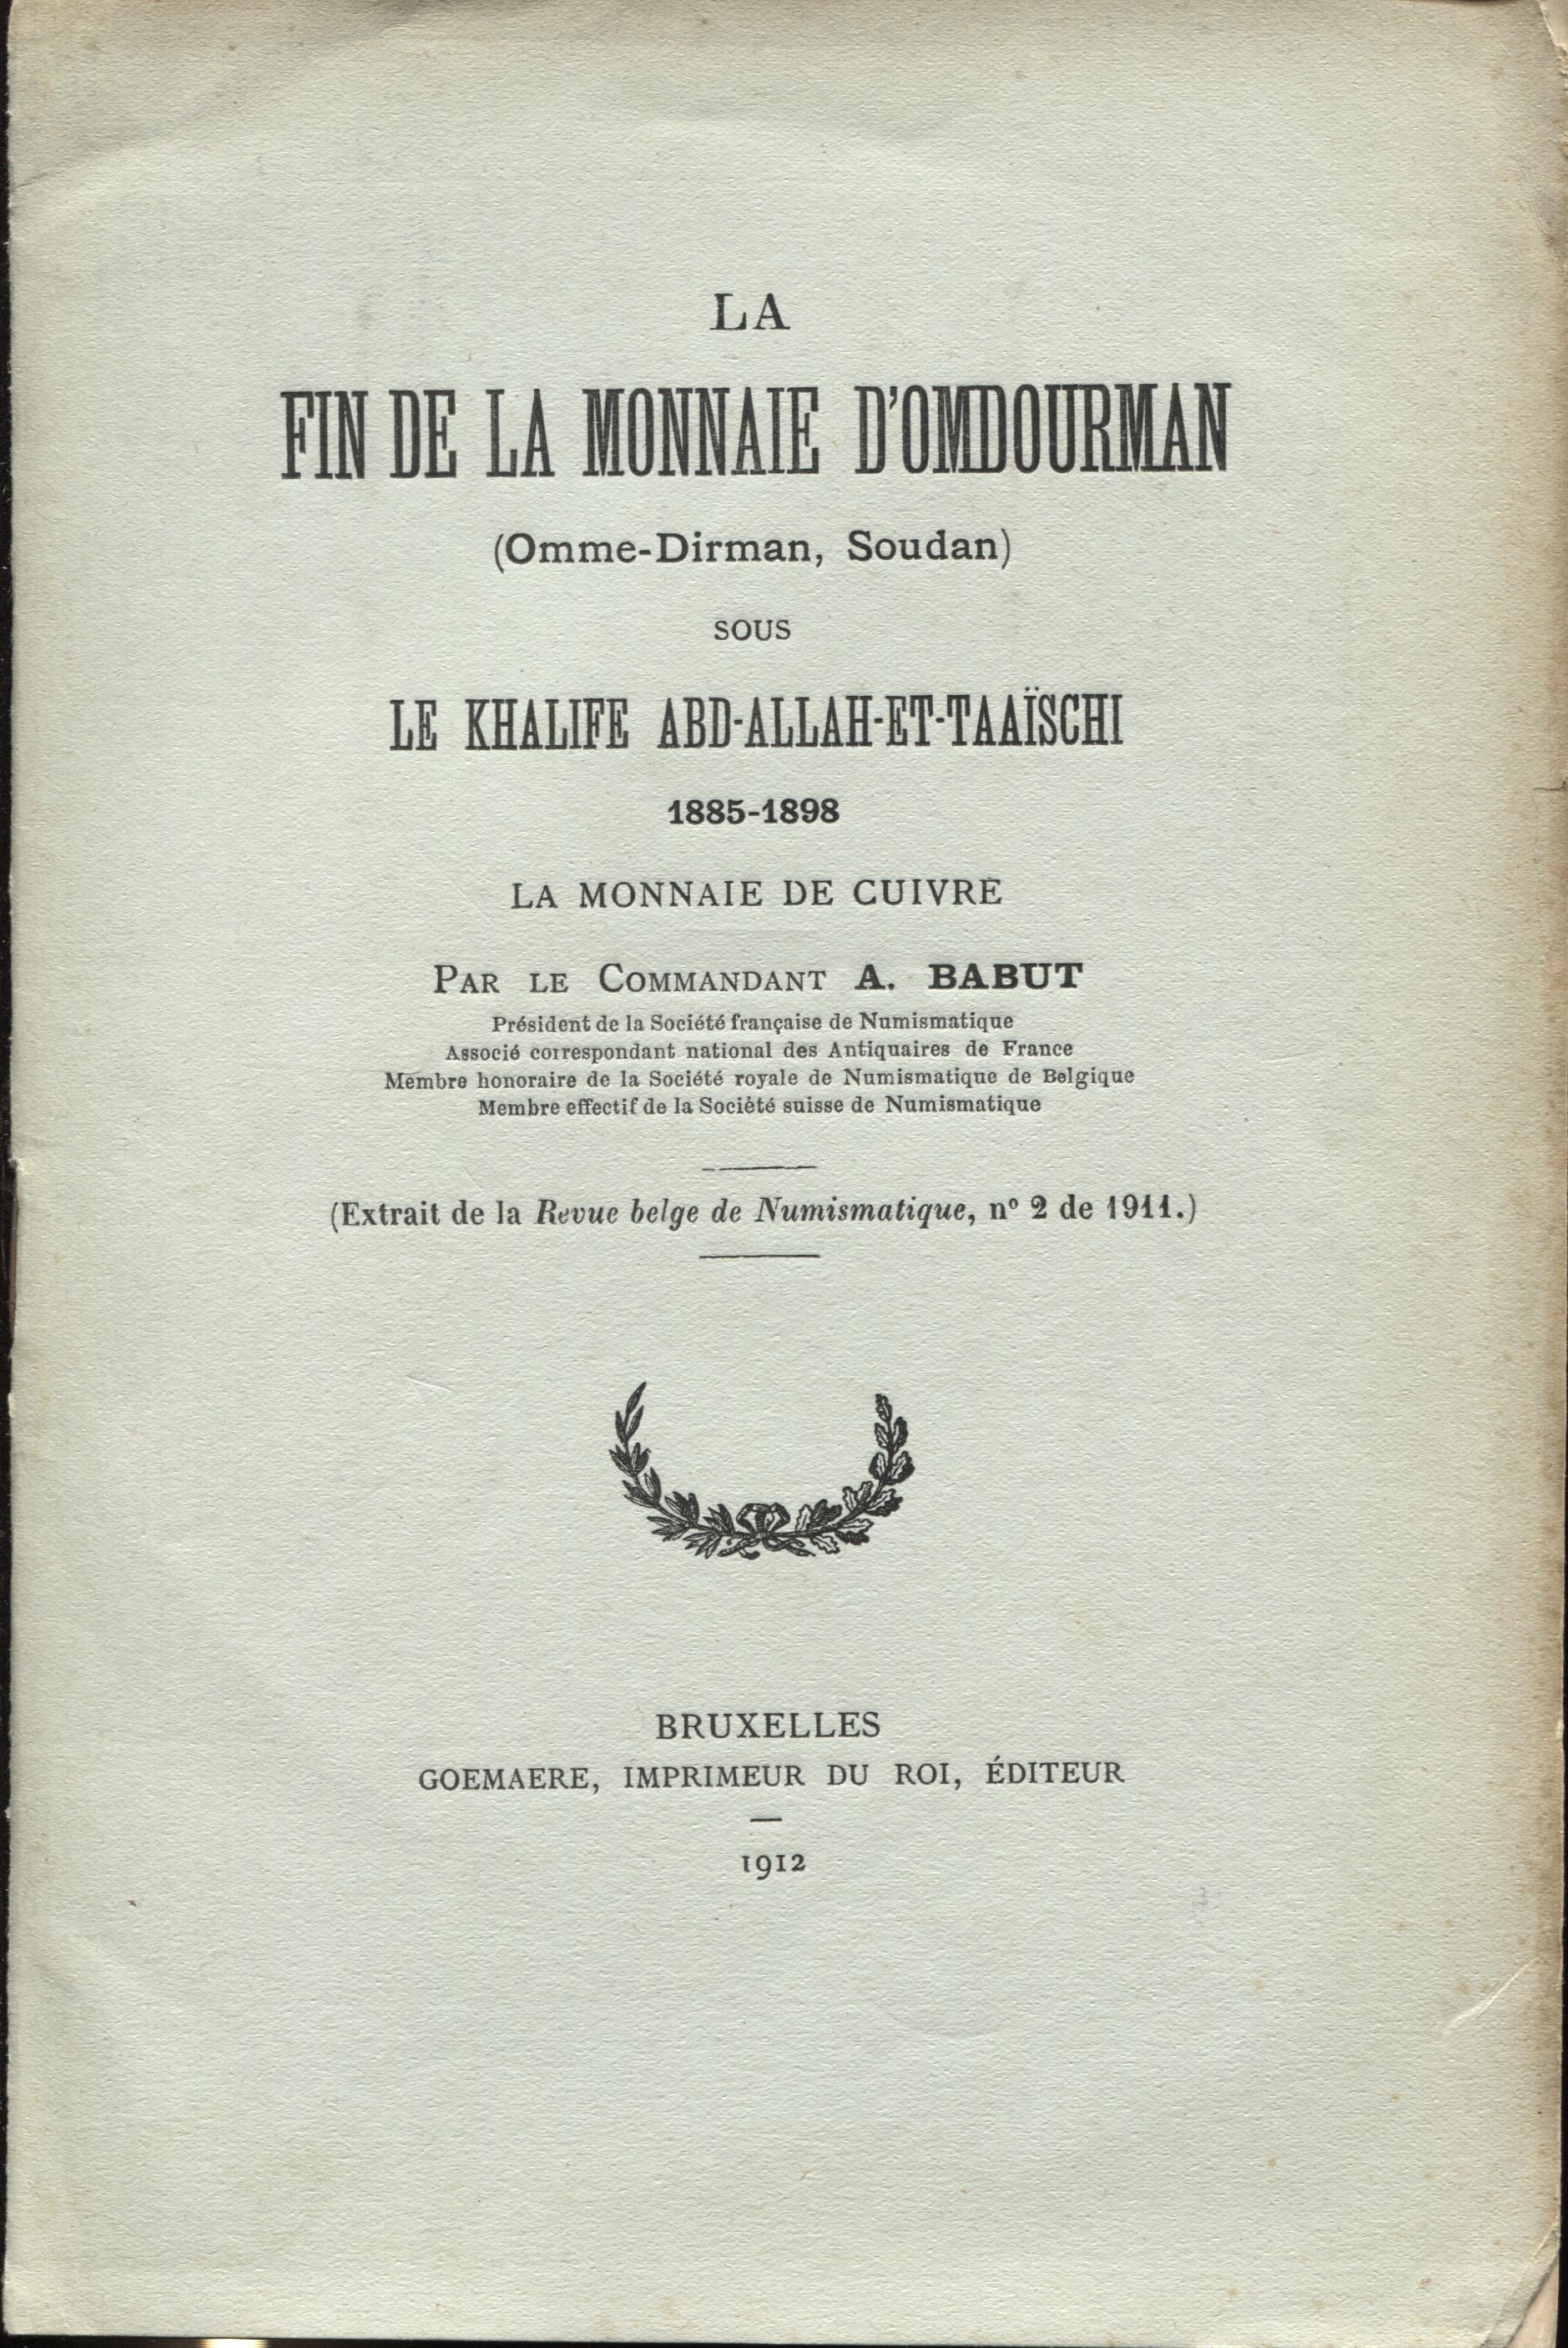 LA
FIN DE LA MONNAIE D'OMDOURMAN
(Omme-Dirman, Soudan)
SOUS
LE KHALIFE ABD-ALLAH-ET-TAAÏSCHI
1885-1898
LA MONNAIE DE CUIVRE
PAR LE COMMANDANT A. BABUT
Président de la Société française de Numismatique
Associé correspondant national des Antiquaires de France
Membre honoraire de la Société royale de Numismatique de Belgique
Membre effectif de la Société suisse de Numismatique
(Extrait de la Revue belge de Numismatique, nº 2 de 1911.)
BRUXELLES
GOEMAERE, IMPRIMEUR DU ROI, ÉDITEUR
1912